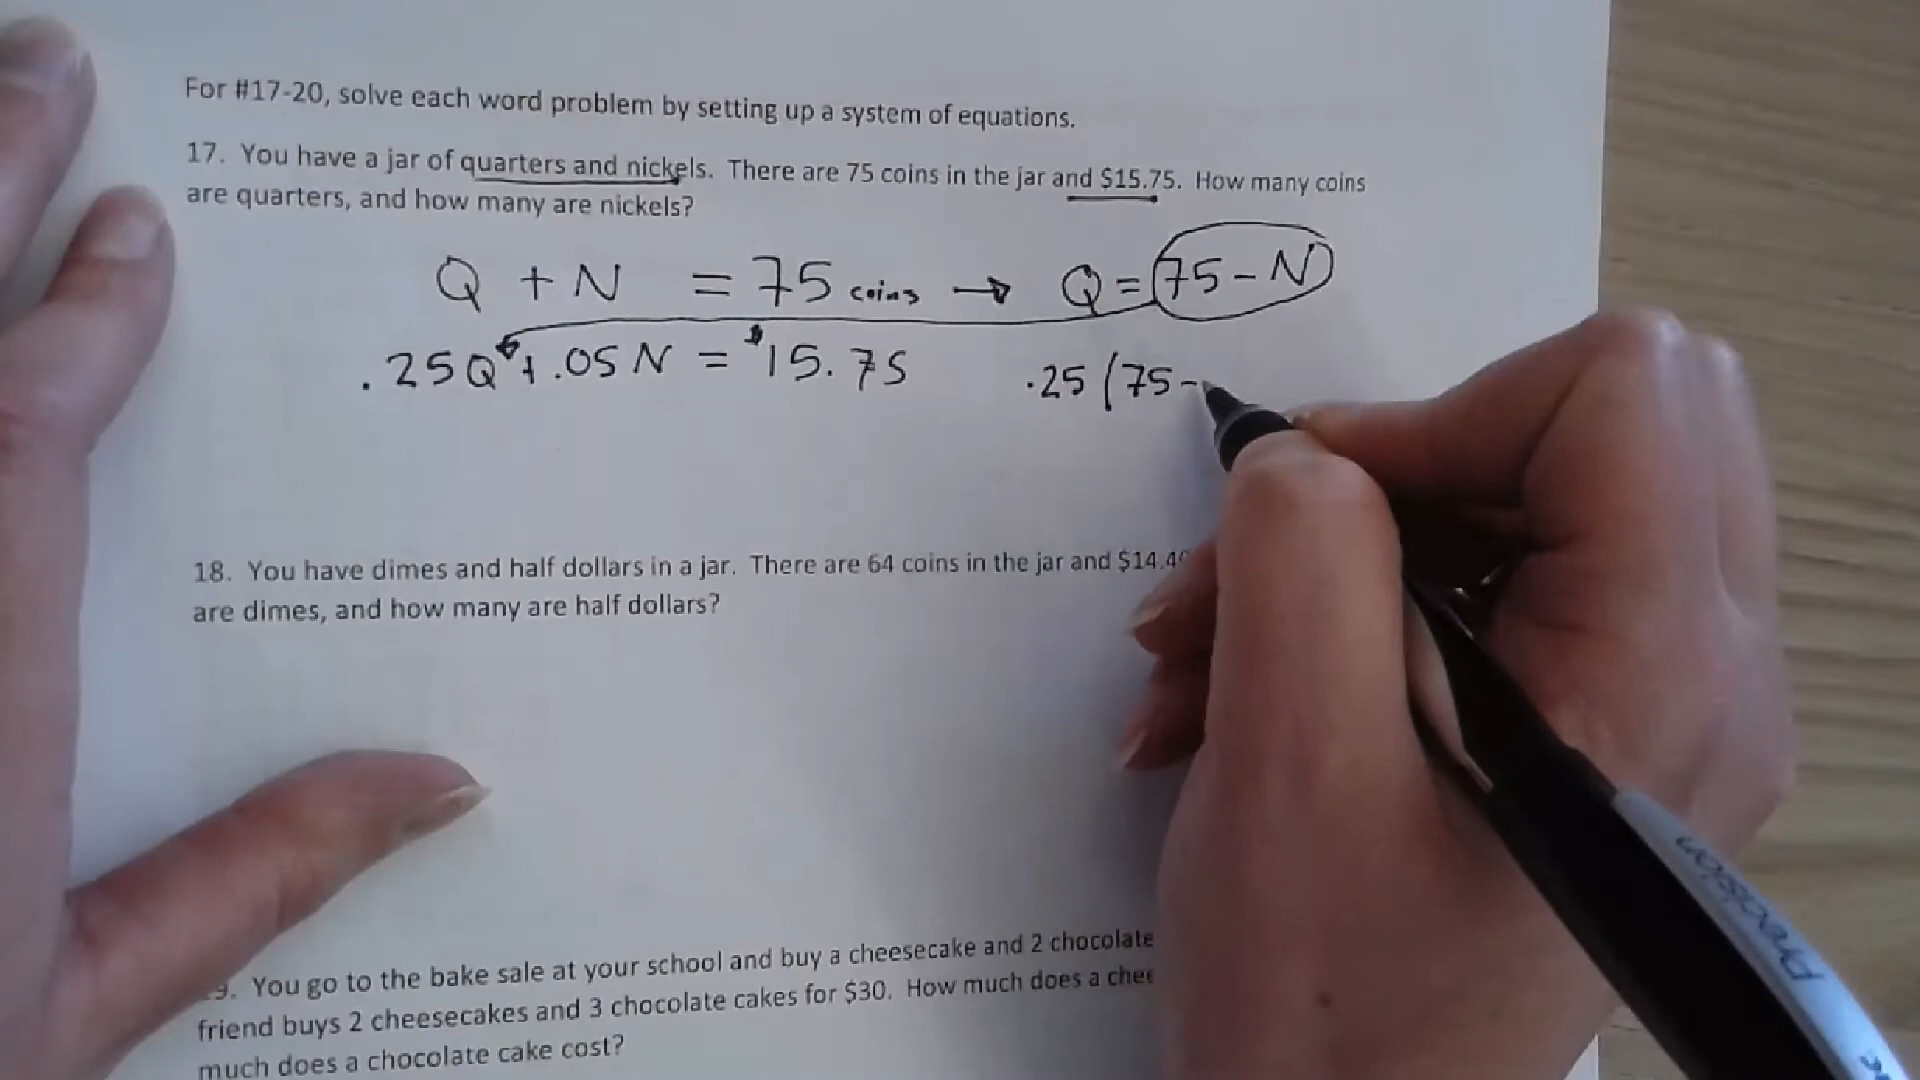 For #17-20, solve each word problem by setting up a system of equations.
17. You have a jar of quarters and nickels. There are 75 coins in the jar and $15.75. How many coins
are quarters, and how many are nickels?
Q + N = 75 coins → Q = 75 - N
.25Q + .05N = $15.75 .25(75 -
18. You have dimes and half dollars in a jar. There are 64 coins in the jar and $14.4
are dimes, and how many are half dollars?
9. You go to the bake sale at your school and buy a cheesecake and 2 chocolate
friend buys 2 cheesecakes and 3 chocolate cakes for $30. How much does a chee
much does a chocolate cake cost?
Precision